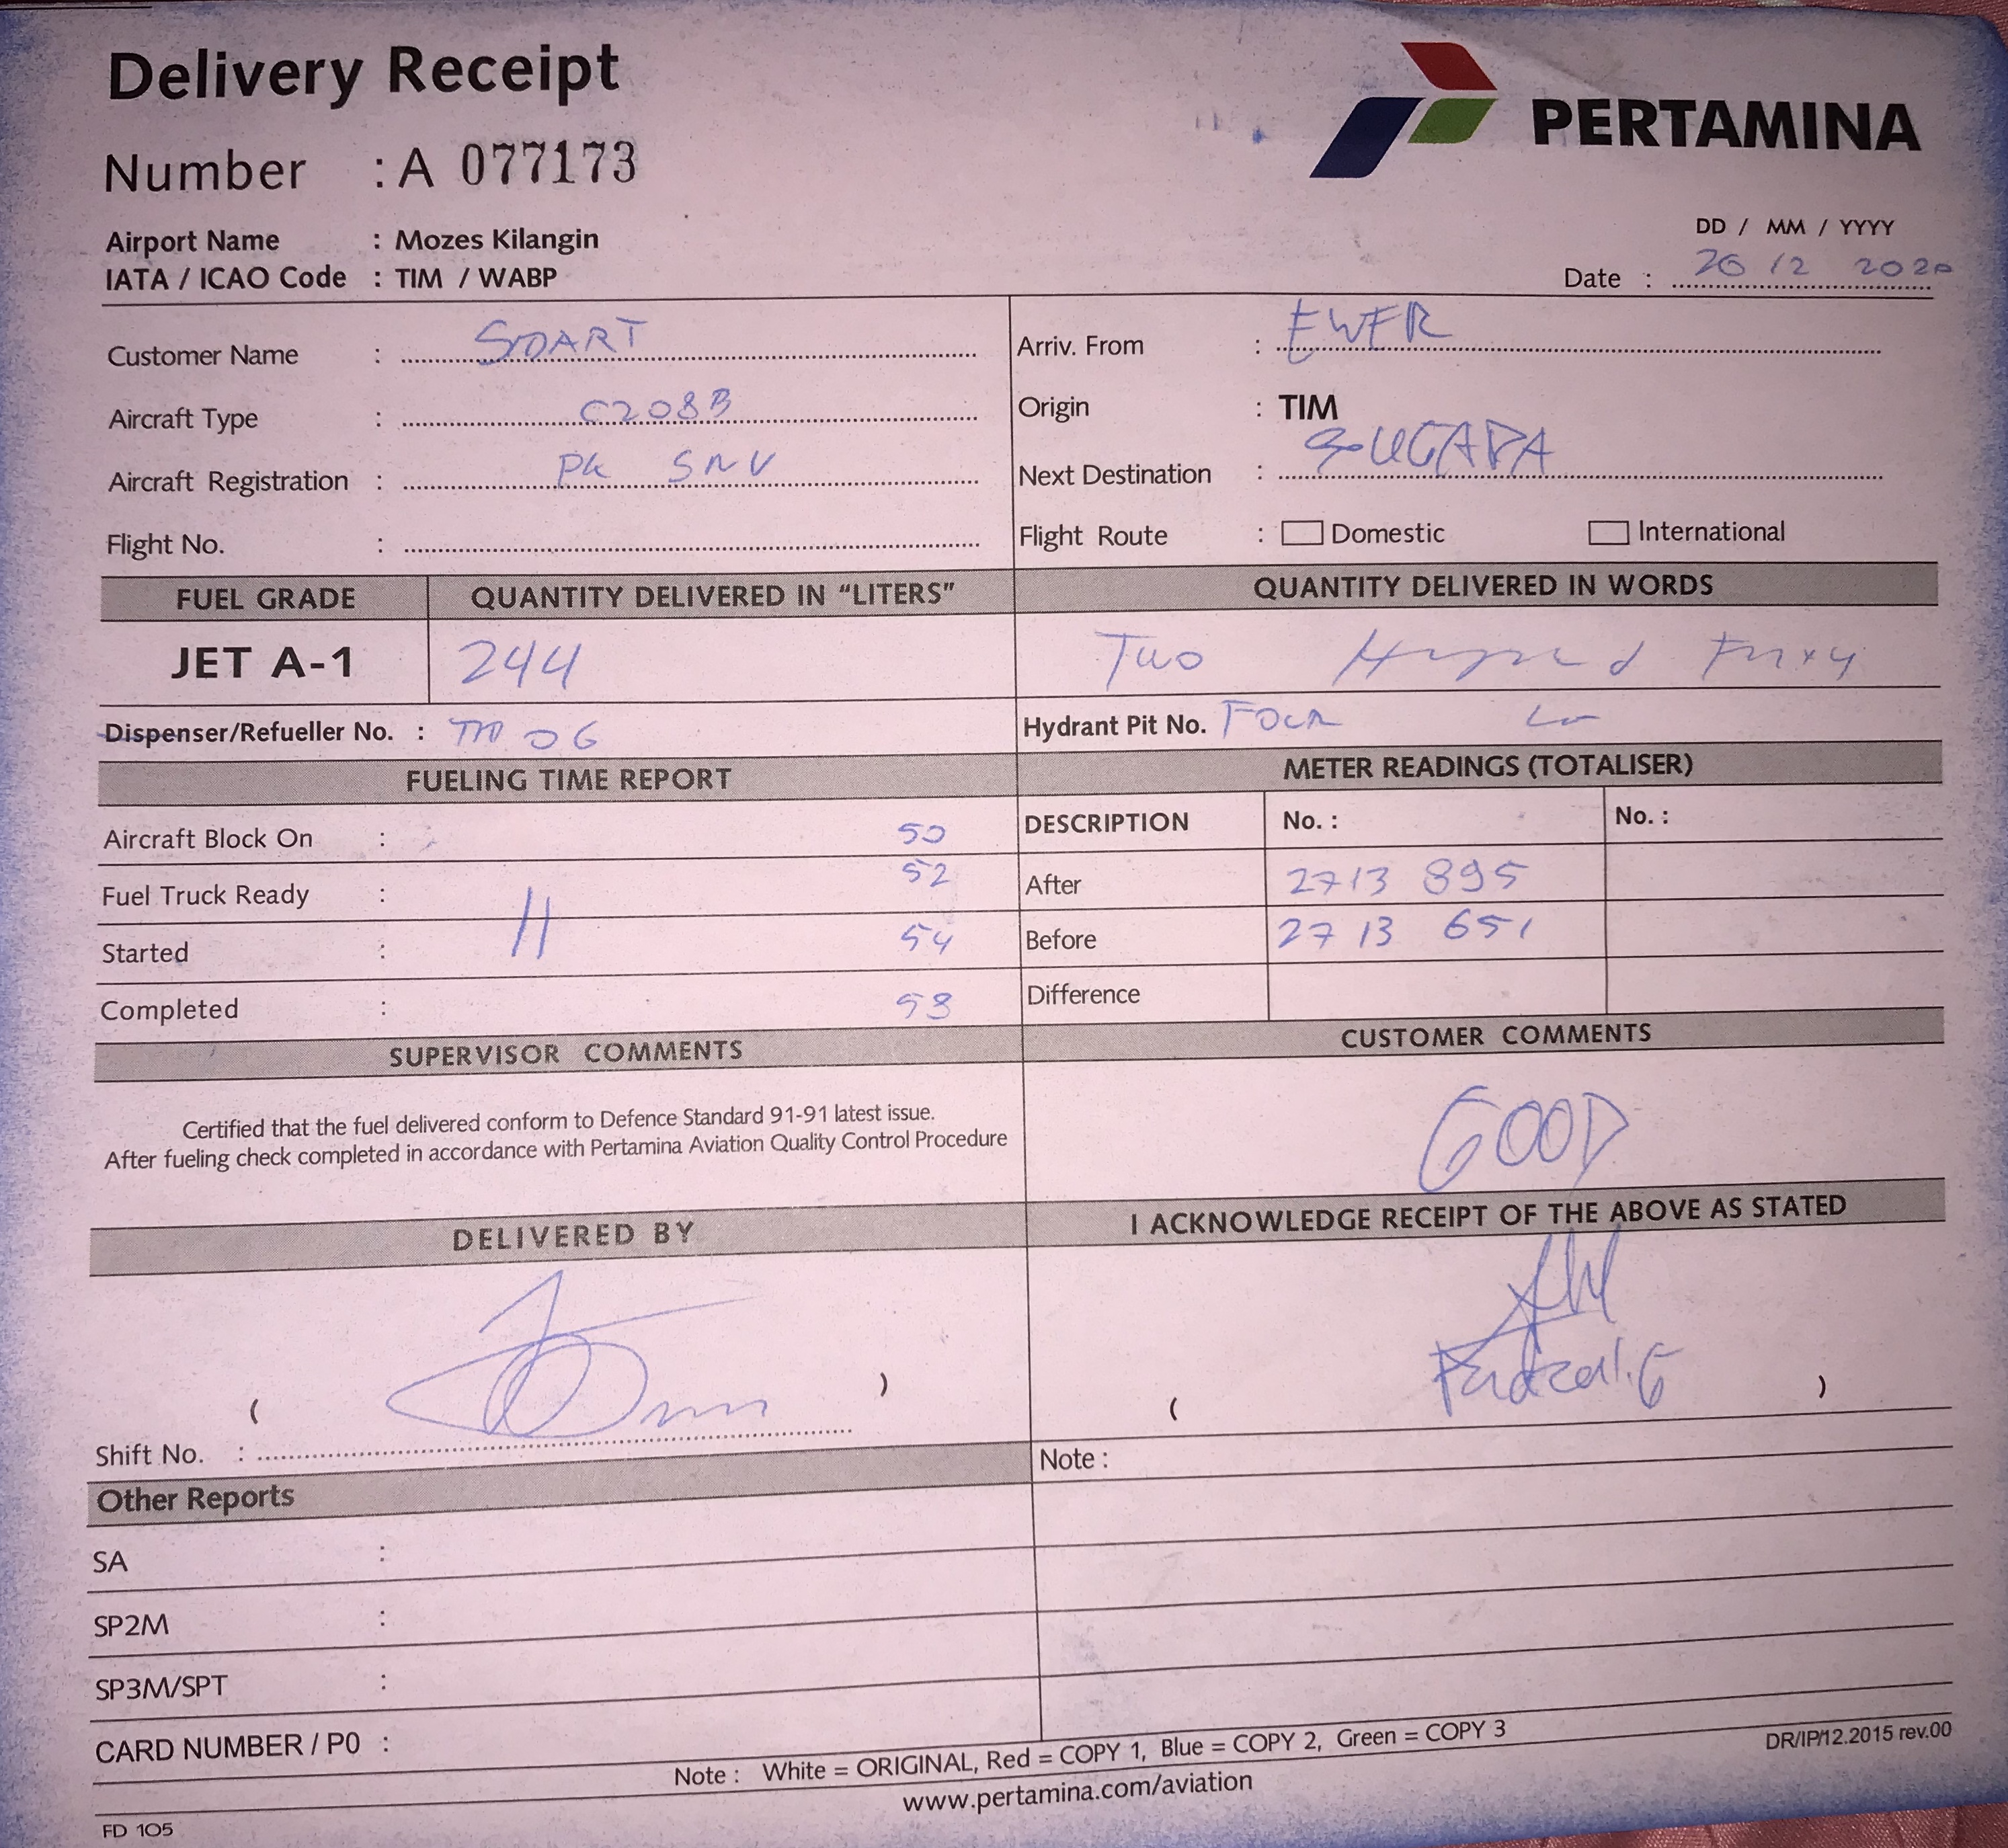 Delivery Receipt
PERTAMINA
Number : A 077173
Airport Name : Mozes Kilangin
IATA / ICAO Code : TIM / WABP
DD / MM / YYYY
Date : 26 12 2020
Customer Name :
Arriv. From : EWER
Aircraft Type : C208B
Origin : TIM
Aircraft Registration : PK SNV
Next Destination : SUGAPA
Flight No. :
Flight Route : Domestic International
FUEL GRADE QUANTITY DELIVERED IN “LITERS” QUANTITY DELIVERED IN WORDS
JET A-1 244 Two
Dispenser/Refueller No. : 06
Hydrant Pit No. FOUR
FUELING TIME REPORT METER READINGS (TOTALISER)
Aircraft Block On : 50
DESCRIPTION No. : No. :
Fuel Truck Ready : 52
After 2713 895
Started : 11 54
Before 2713 651
Completed : 58
Difference
SUPERVISOR COMMENTS CUSTOMER COMMENTS
Certified that the fuel delivered conform to Defence Standard 91-91 latest issue.
After fueling check completed in accordance with Pertamina Aviation Quality Control Procedure
GOOD
DELIVERED BY I ACKNOWLEDGE RECEIPT OF THE ABOVE AS STATED
( ) ( )
Shift No. :
Note :
Other Reports
SA :
SP2M :
SP3M/SPT :
CARD NUMBER / P0 :
Note : White = ORIGINAL, Red = COPY 1, Blue = COPY 2, Green = COPY 3
DR/IP/12.2015 rev.00
www.pertamina.com/aviation
FD 105